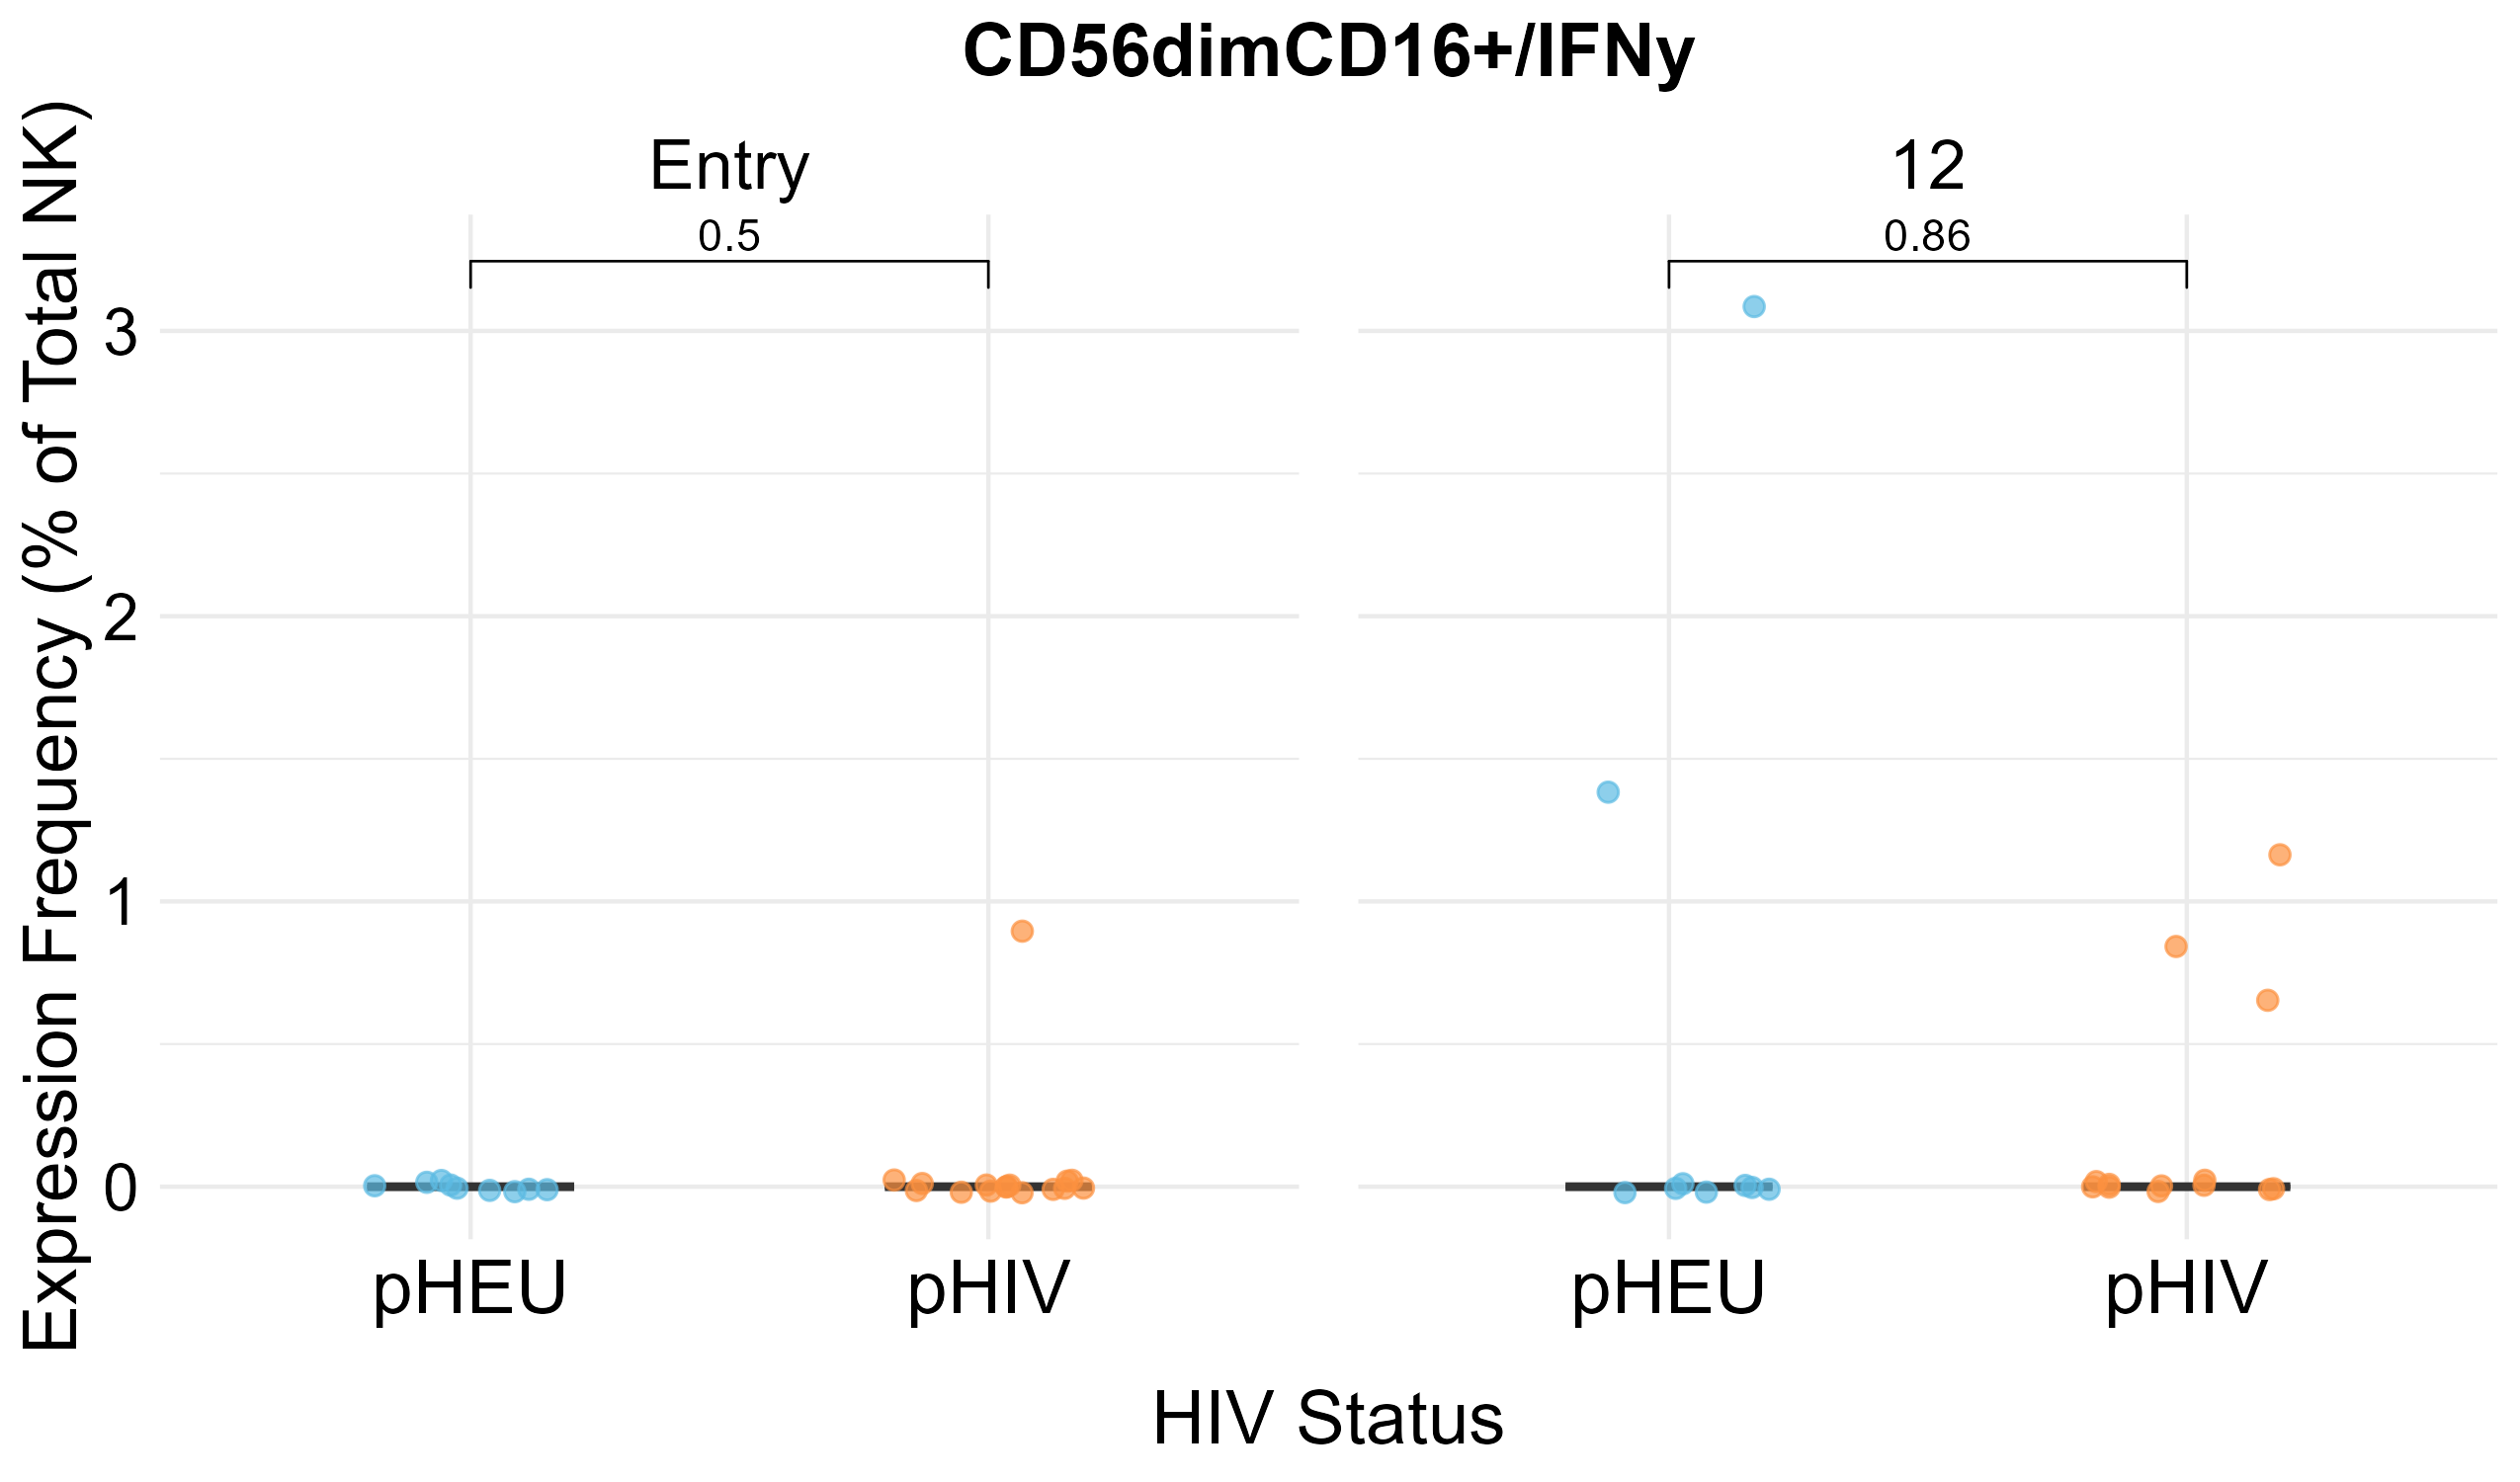 CD56dimCD16+/IFNy
Entry
12
0.5
0.86
Expression Frequency (% of Total NK)
3
2
1
0
pHEU
pHIV
pHEU
pHIV
HIV Status